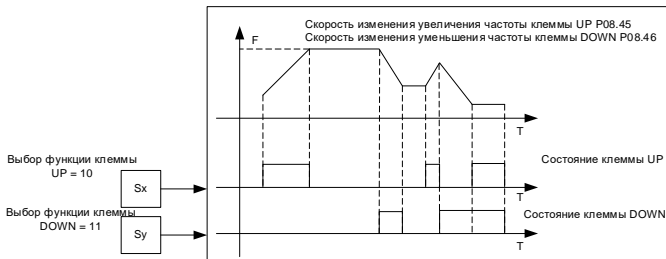 Скорость изменения увеличения частоты клеммы UP P08.45
Скорость изменения уменьшения частоты клеммы DOWN P08.46
F
T
Выбор функции клеммы
UP = 10
Sx
Состояние клеммы UP
T
Выбор функции клеммы
DOWN = 11
Sy
Состояние клеммы DOWN
T